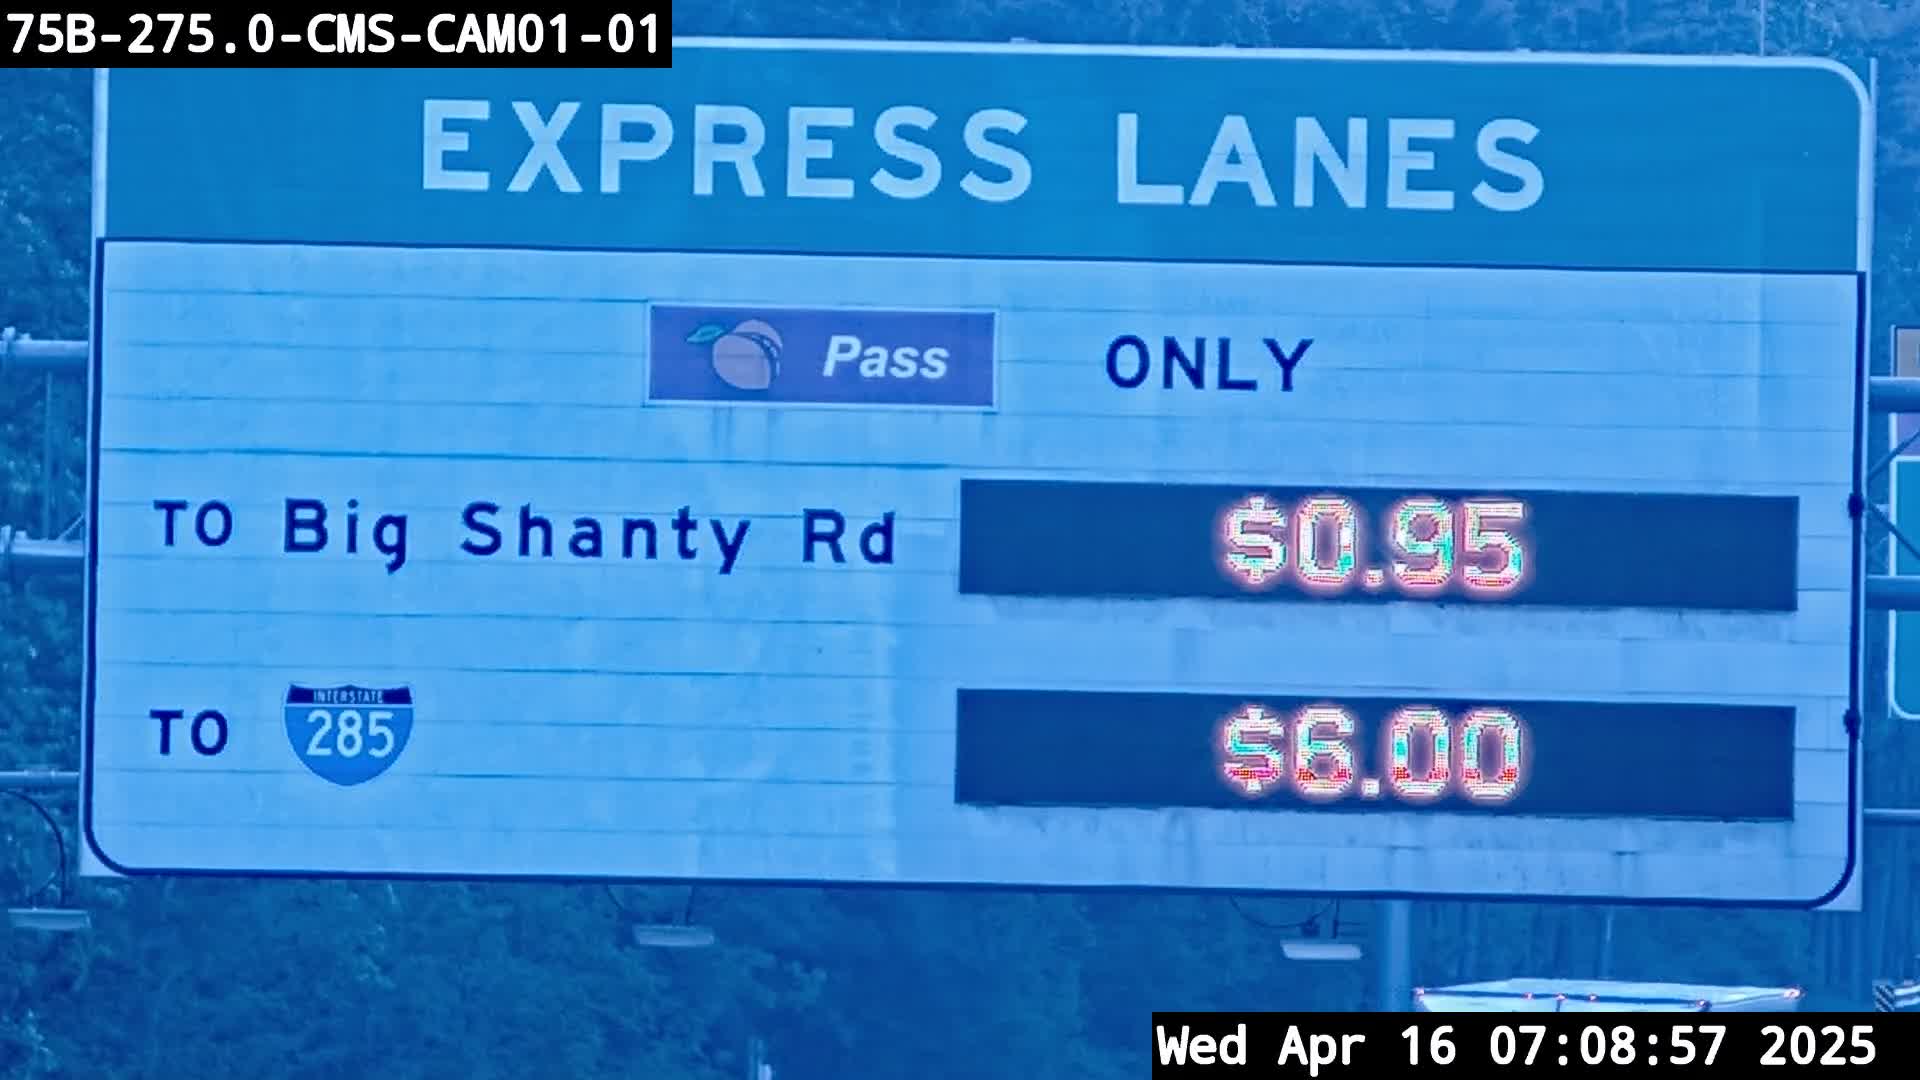 75B-275.0-CMS-CAM01-01
EXPRESS LANES
Pass ONLY
TO Big Shanty Rd $0.95
TO INTERSTATE 285 $6.00
Wed Apr 16 07:08:57 2025